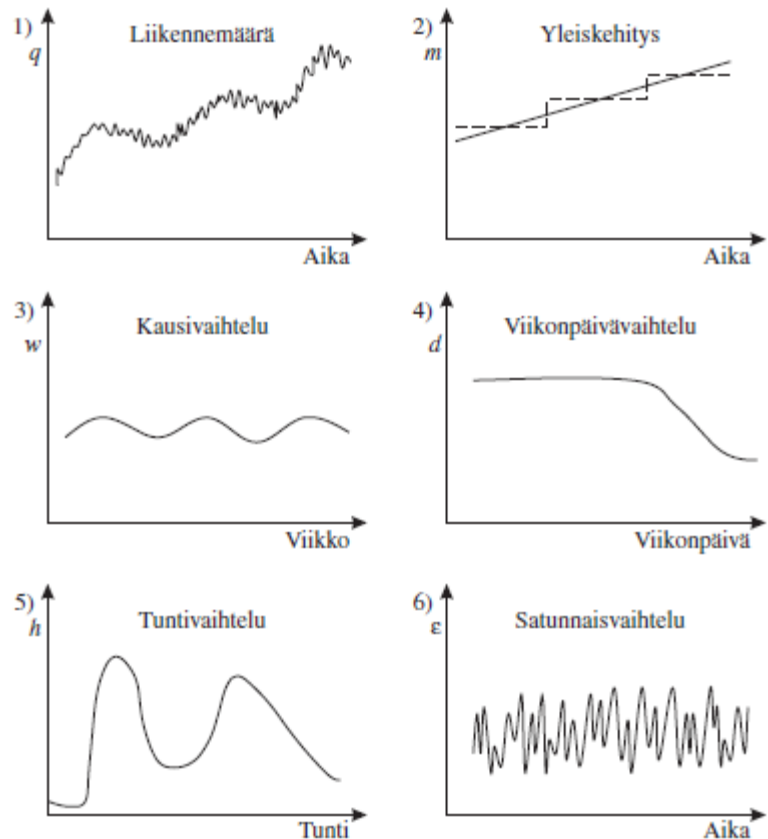 1)
q
Liikennemäärä
Aika
2)
m
Yleiskehitys
Aika
3)
w
Kausivaihtelu
Viikko
4)
d
Viikonpäivävaihtelu
Viikonpäivä
5)
h
Tuntivaihtelu
Tunti
6)
ε
Satunnaisvaihtelu
Aika